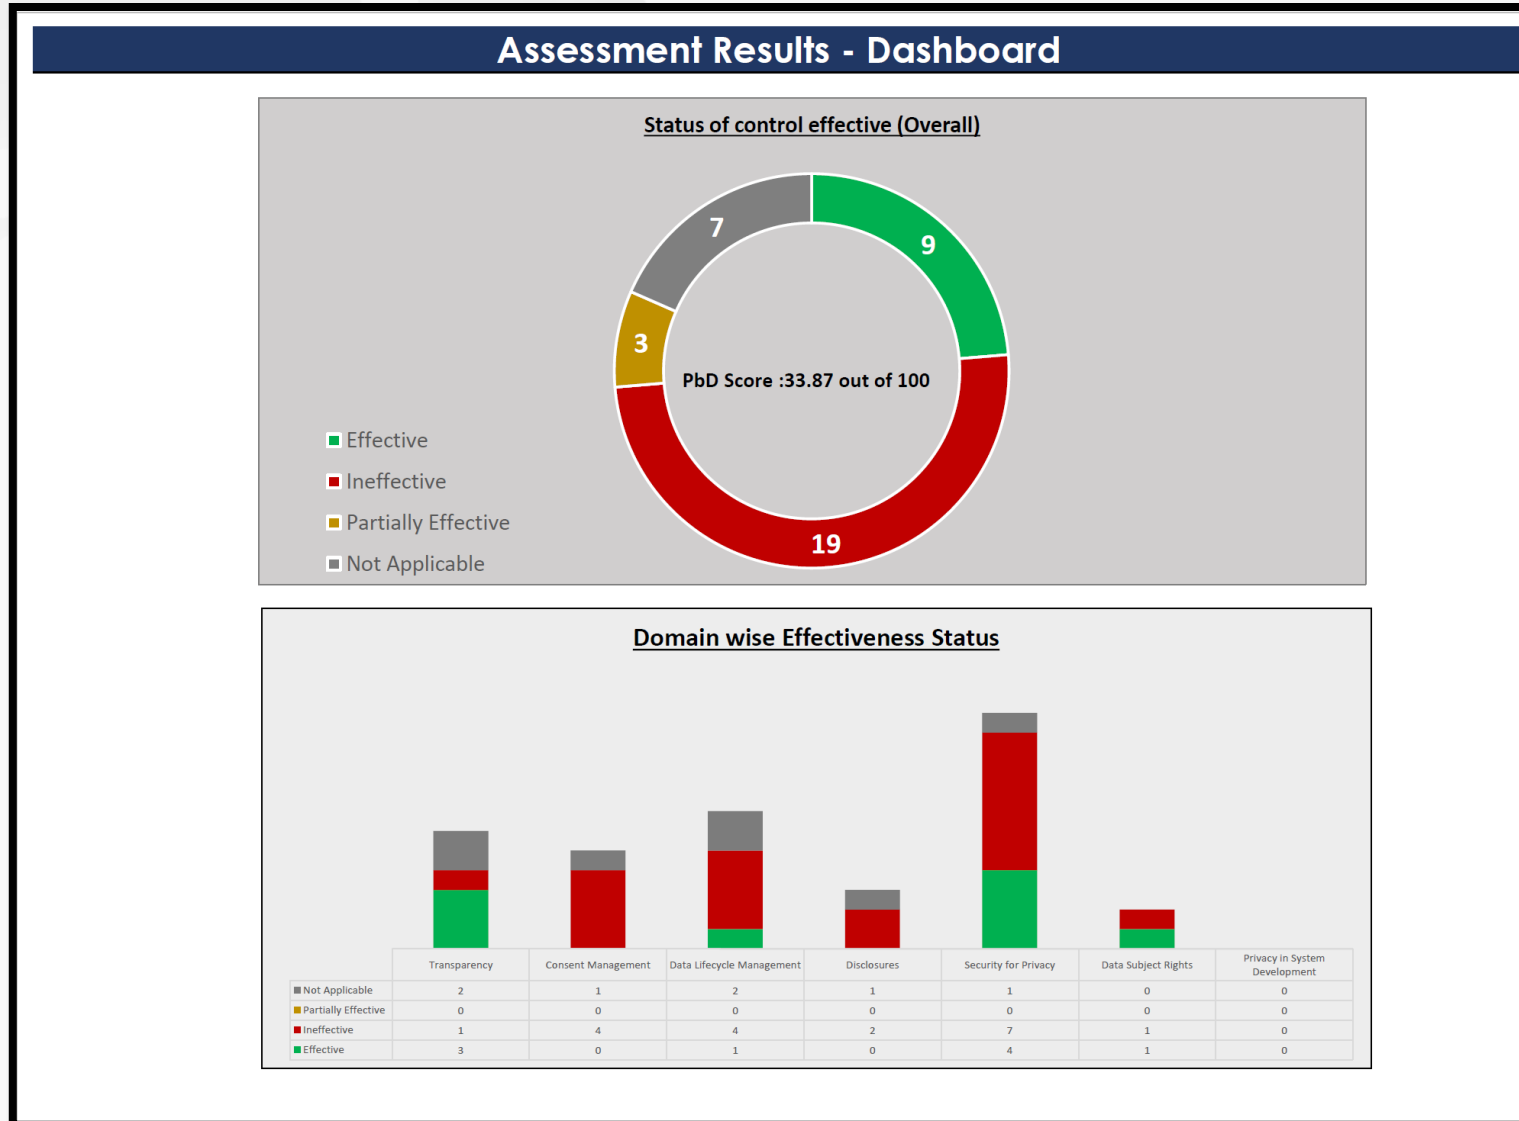 Assessment Results - Dashboard
Status of control effective (Overall)
7
9
3
PbD Score :33.87 out of 100
19
Effective
Ineffective
Partially Effective
Not Applicable
Domain wise Effectiveness Status
Transparency Consent Management Data Lifecycle Management Disclosures Security for Privacy Data Subject Rights Privacy in System
Development
Not Applicable 2 1 2 1 1 0 0
Partially Effective 0 0 0 0 0 0 0
Ineffective 1 4 4 2 7 1 0
Effective 3 0 1 0 4 1 0